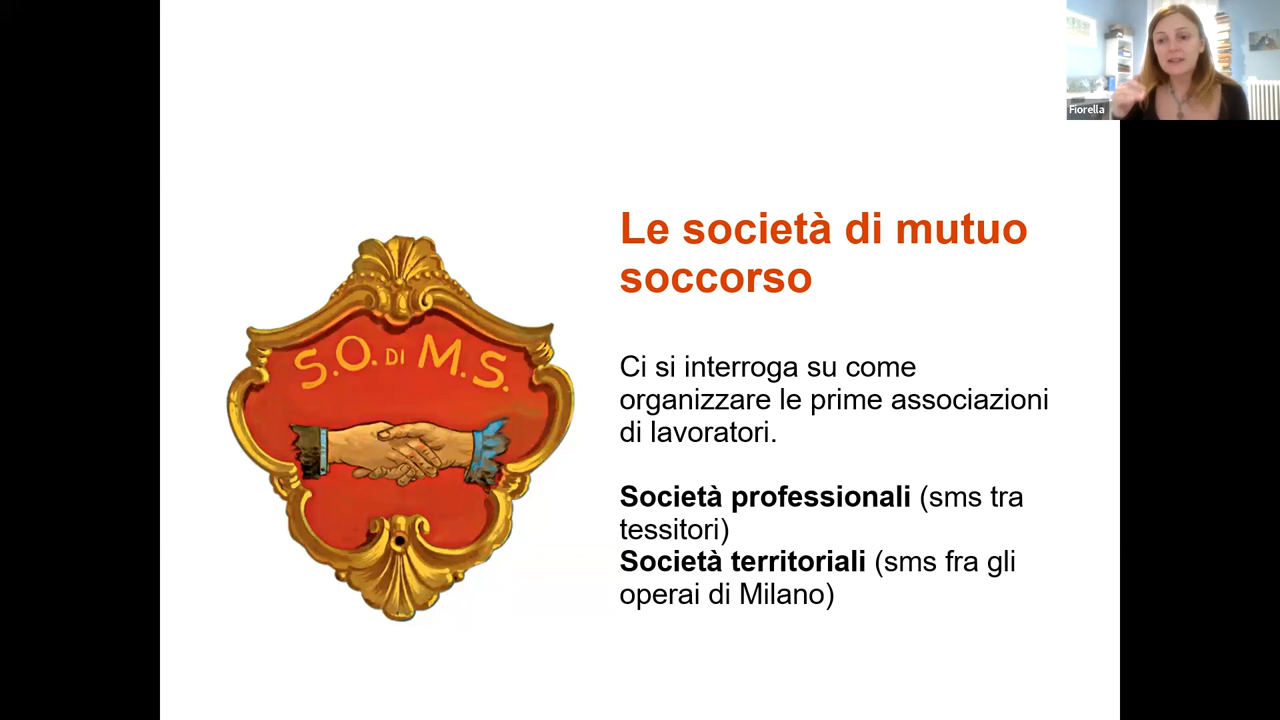 Fiorella
Le società di mutuo
soccorso
S.O. DI M.S.
Ci si interroga su come
organizzare le prime associazioni
di lavoratori.
Società professionali (sms tra
tessitori)
Società territoriali (sms fra gli
operai di Milano)